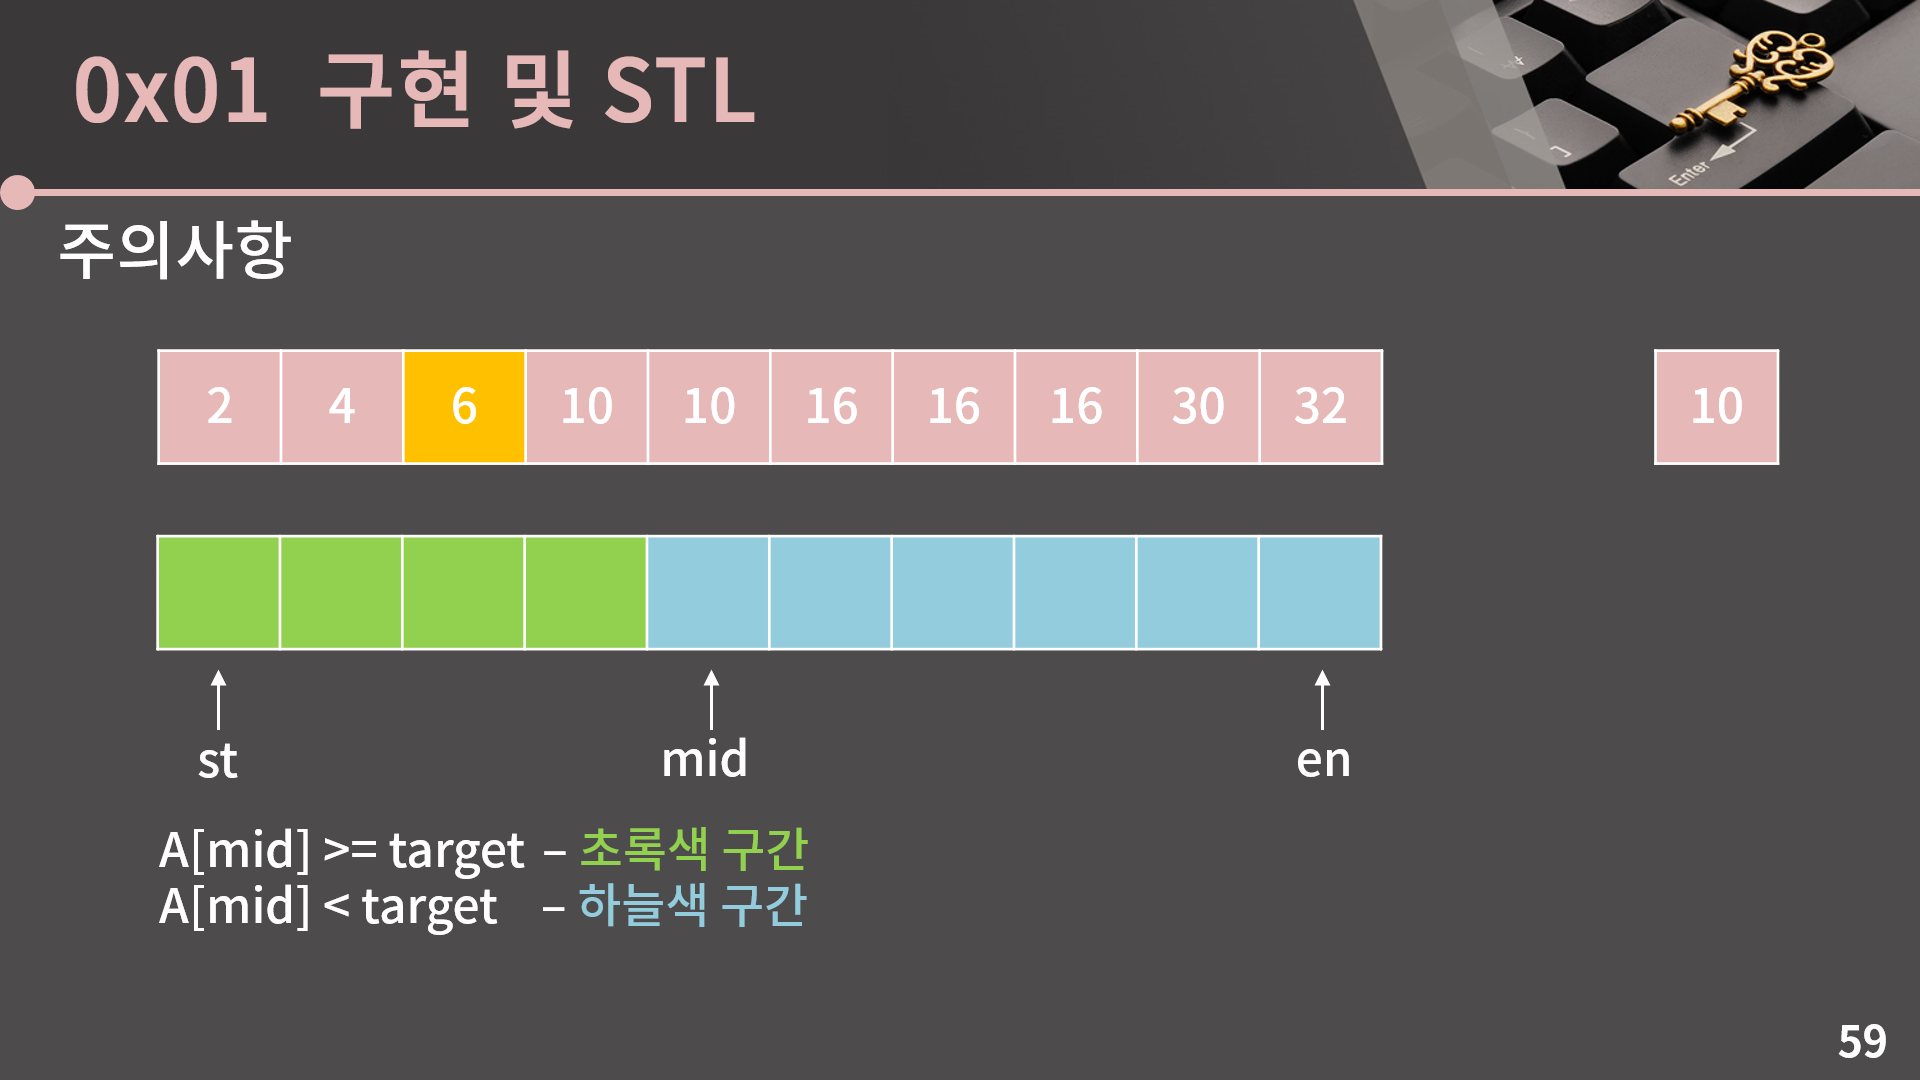 0x01 구현 및 STL
주의사항
2 4 6 10 10 16 16 16 30 32 10
st mid en
A[mid] >= target – 초록색 구간
A[mid] < target – 하늘색 구간
Enter
59